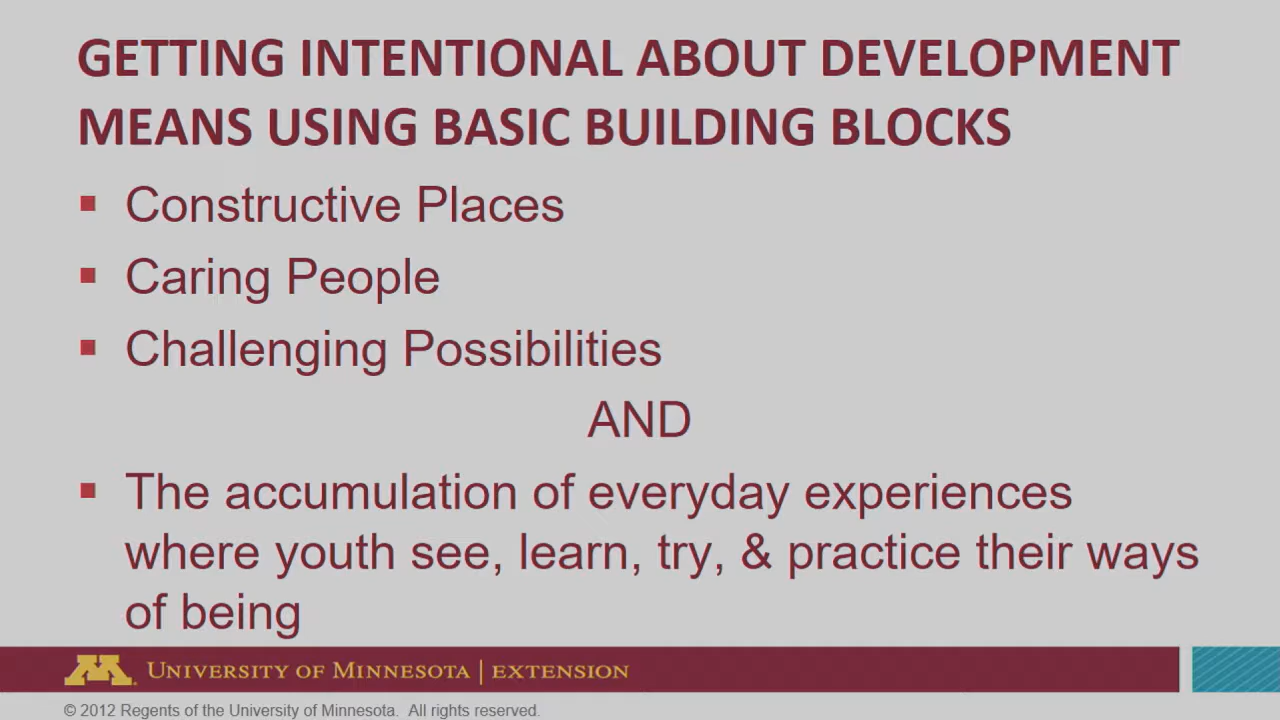 GETTING INTENTIONAL ABOUT DEVELOPMENT
MEANS USING BASIC BUILDING BLOCKS
▪ Constructive Places
▪ Caring People
▪ Challenging Possibilities
AND
▪ The accumulation of everyday experiences
where youth see, learn, try, & practice their ways
of being
M UNIVERSITY OF MINNESOTA | EXTENSION
© 2012 Regents of the University of Minnesota. All rights reserved.